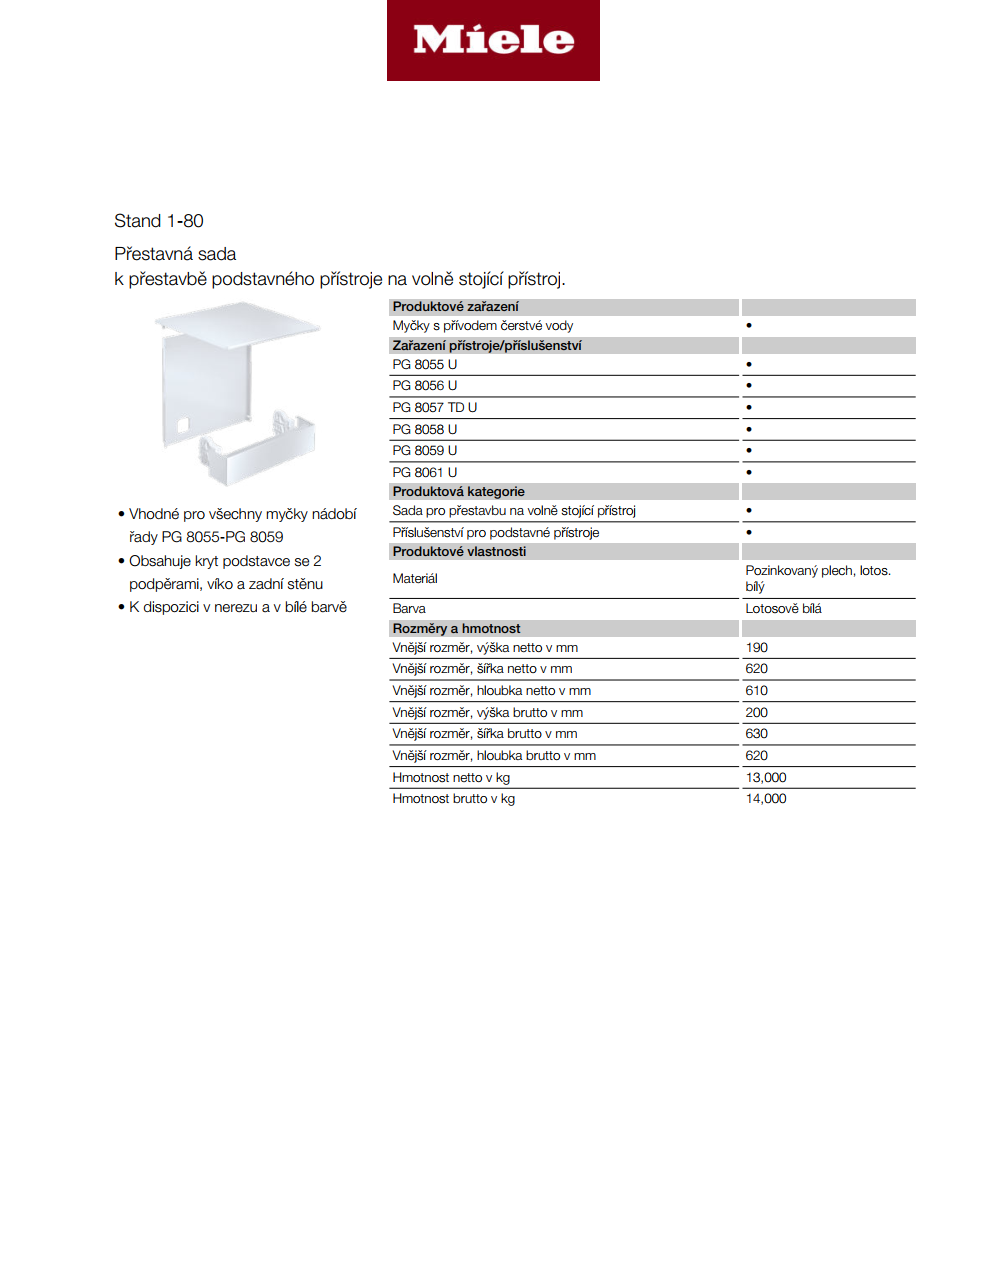 Miele
Stand 1-80
Přestavná sada
k přestavbě podstavného přístroje na volně stojící přístroj.
• Vhodné pro všechny myčky nádobí
řady PG 8055-PG 8059
• Obsahuje kryt podstavce se 2
podpěrami, víko a zadní stěnu
• K dispozici v nerezu a v bílé barvě
Produktové zařazení
Myčky s přívodem čerstvé vody •
Zařazení přístroje/příslušenství
PG 8055 U •
PG 8056 U •
PG 8057 TD U •
PG 8058 U •
PG 8059 U •
PG 8061 U •
Produktová kategorie
Sada pro přestavbu na volně stojící přístroj •
Příslušenství pro podstavné přístroje •
Produktové vlastnosti
Materiál Pozinkovaný plech, lotos.
bílý
Barva Lotosově bílá
Rozměry a hmotnost
Vnější rozměr, výška netto v mm 190
Vnější rozměr, šířka netto v mm 620
Vnější rozměr, hloubka netto v mm 610
Vnější rozměr, výška brutto v mm 200
Vnější rozměr, šířka brutto v mm 630
Vnější rozměr, hloubka brutto v mm 620
Hmotnost netto v kg 13,000
Hmotnost brutto v kg 14,000